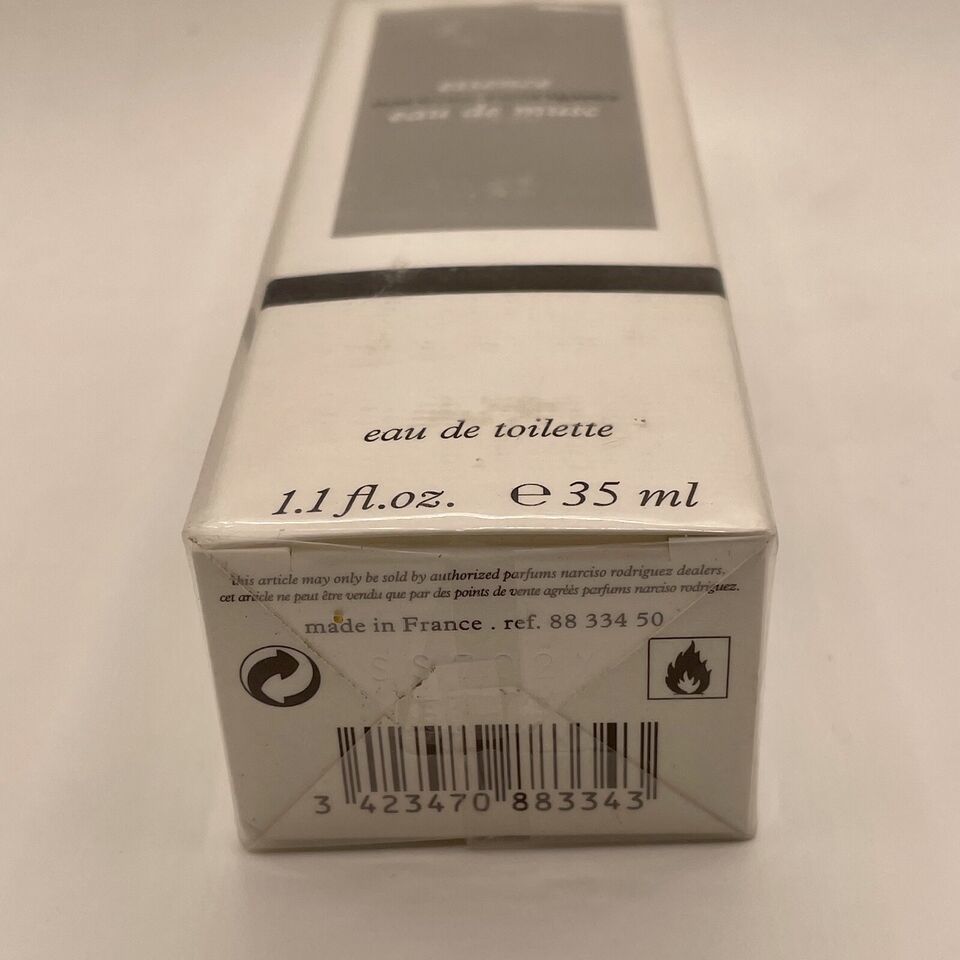 essence
eau de musc
eau de toilette
1.1 fl.oz. ℮ 35 ml
this article may only be sold by authorized parfums narciso rodriguez dealers.
cet article ne peut être vendu que par des points de vente agréés parfums narciso rodriguez.
made in France . ref. 88 334 50
3 423470 883343